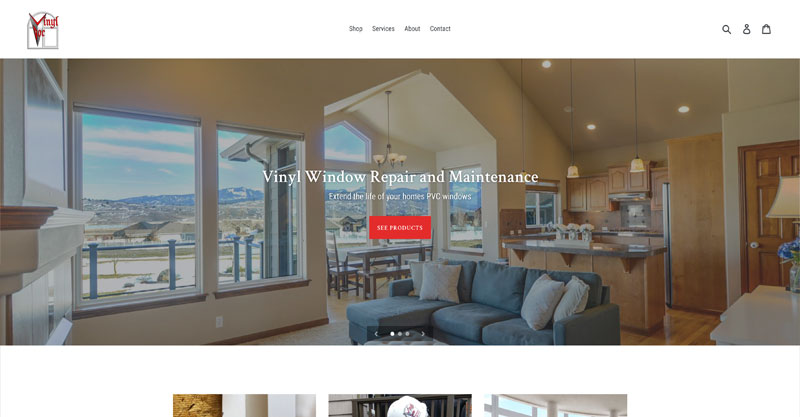 Vinyl
Vor
Shop Services About Contact
Vinyl Window Repair and Maintenance
Extend the life of your homes PVC windows
SEE PRODUCTS